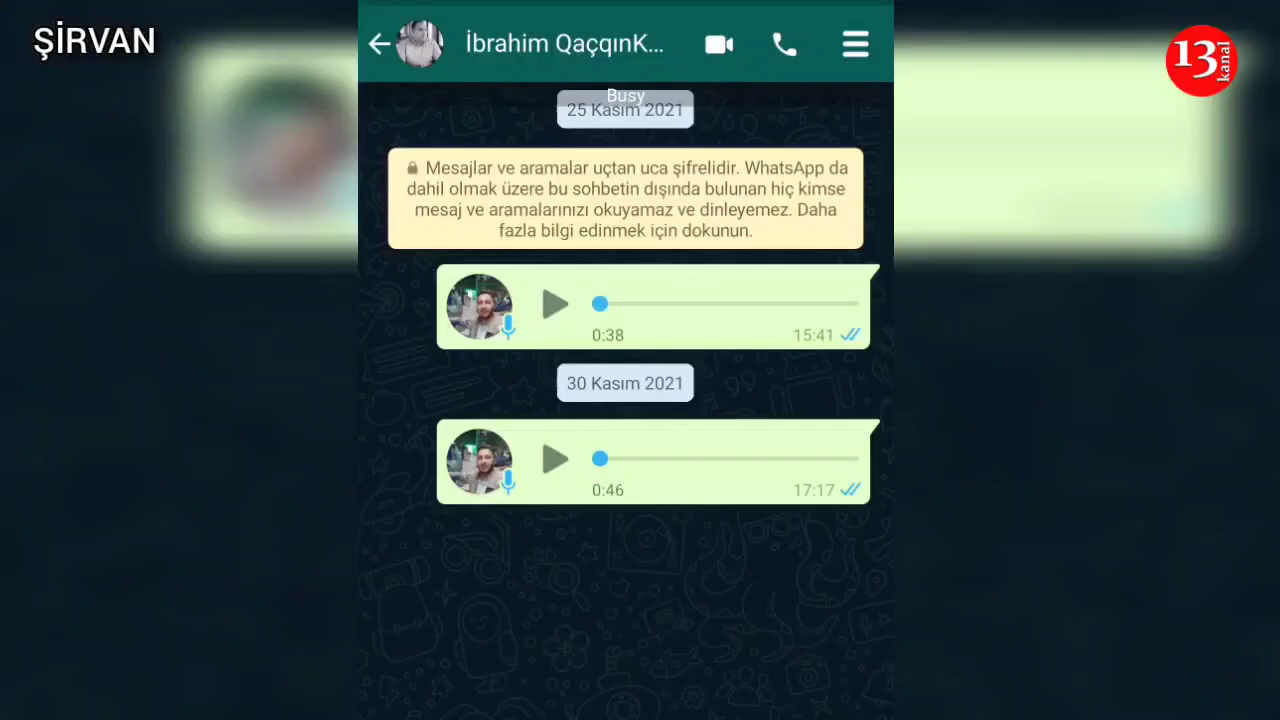 ŞİRVAN
İbrahim QaçqınK...
13 kanal
Busy
25 Kasım 2021
Mesajlar ve aramalar uçtan uca şifrelidir. WhatsApp da
dahil olmak üzere bu sohbetin dışında bulunan hiç kimse
mesaj ve aramalarınızı okuyamaz ve dinleyemez. Daha
fazla bilgi edinmek için dokunun.
0:38 15:41
30 Kasım 2021
0:46 17:17